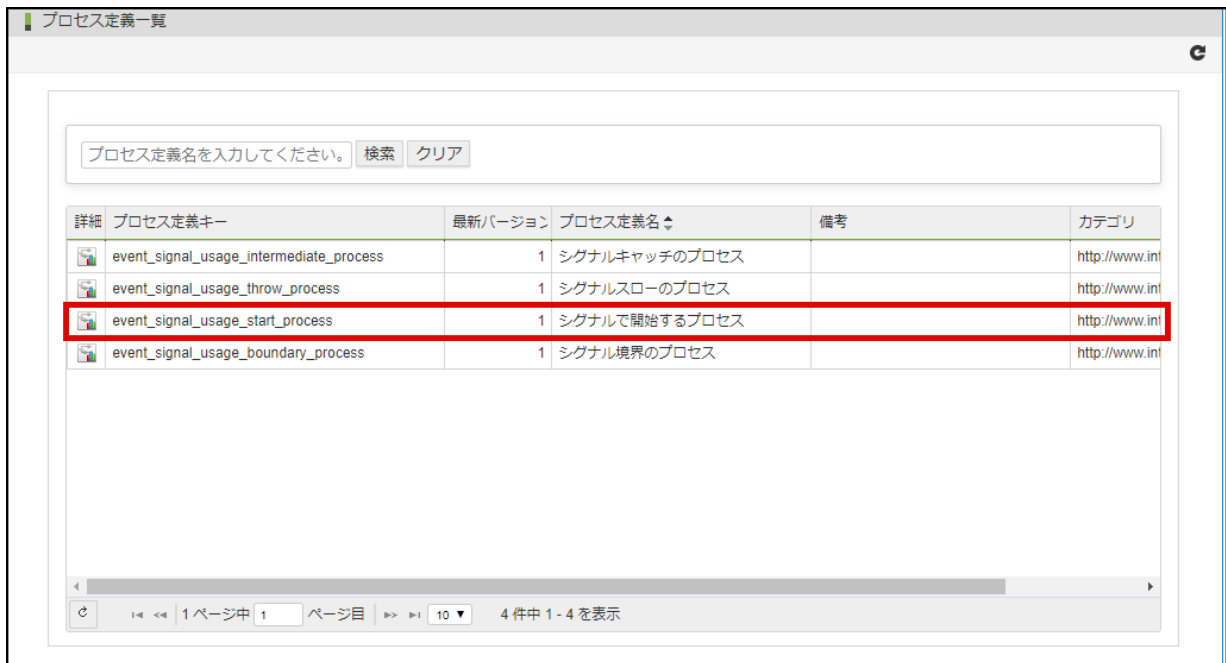 プロセス定義一覧
プロセス定義名を入力してください。 検索 クリア
詳細 プロセス定義キー 最新バージョン プロセス定義名 備考 カテゴリ
event_signal_usage_intermediate_process 1 シグナルキャッチのプロセス http://www.int
event_signal_usage_throw_process 1 シグナルスローのプロセス http://www.int
event_signal_usage_start_process 1 シグナルで開始するプロセス http://www.int
event_signal_usage_boundary_process 1 シグナル境界のプロセス http://www.int
1 ページ中 1 ページ目 10 4 件中 1 - 4 を表示